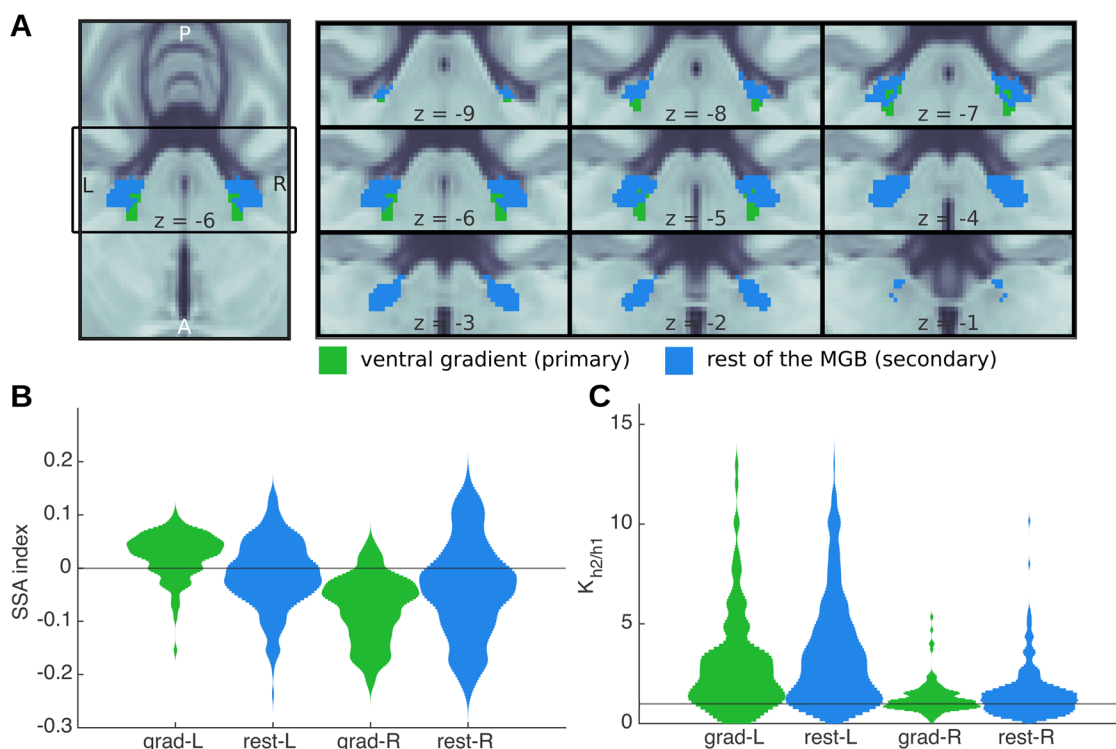 A
P
L
R
z = -6
A
z = -9
z = -8
z = -7
z = -6
z = -5
z = -4
z = -3
z = -2
z = -1
ventral gradient (primary)
rest of the MGB (secondary)
B
SSA index
0.2
0.1
0
-0.1
-0.2
-0.3
grad-L
rest-L
grad-R
rest-R
C
Kh2/h1
15
10
5
0
grad-L
rest-L
grad-R
rest-R